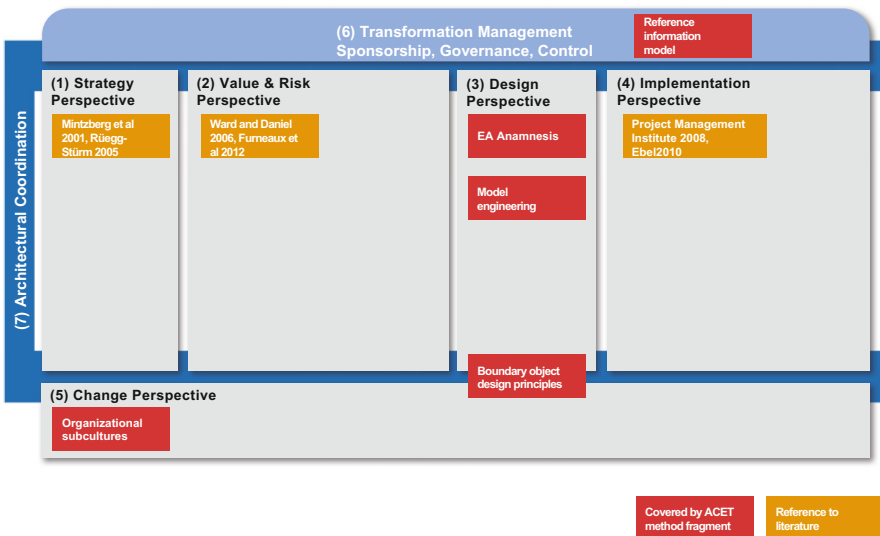 (6) Transformation Management
Sponsorship, Governance, Control
Reference
information
model
(7) Architectural Coordination
(1) Strategy
Perspective
Mintzberg et al
2001, Rüegg-
Stürm 2005
(2) Value & Risk
Perspective
Ward and Daniel
2006, Furneaux et
al 2012
(3) Design
Perspective
EA Anamnesis
Model
engineering
Boundary object
design principles
(4) Implementation
Perspective
Project Management
Institute 2008,
Ebel2010
(5) Change Perspective
Organizational
subcultures
Covered by ACET
method fragment
Reference to
literature